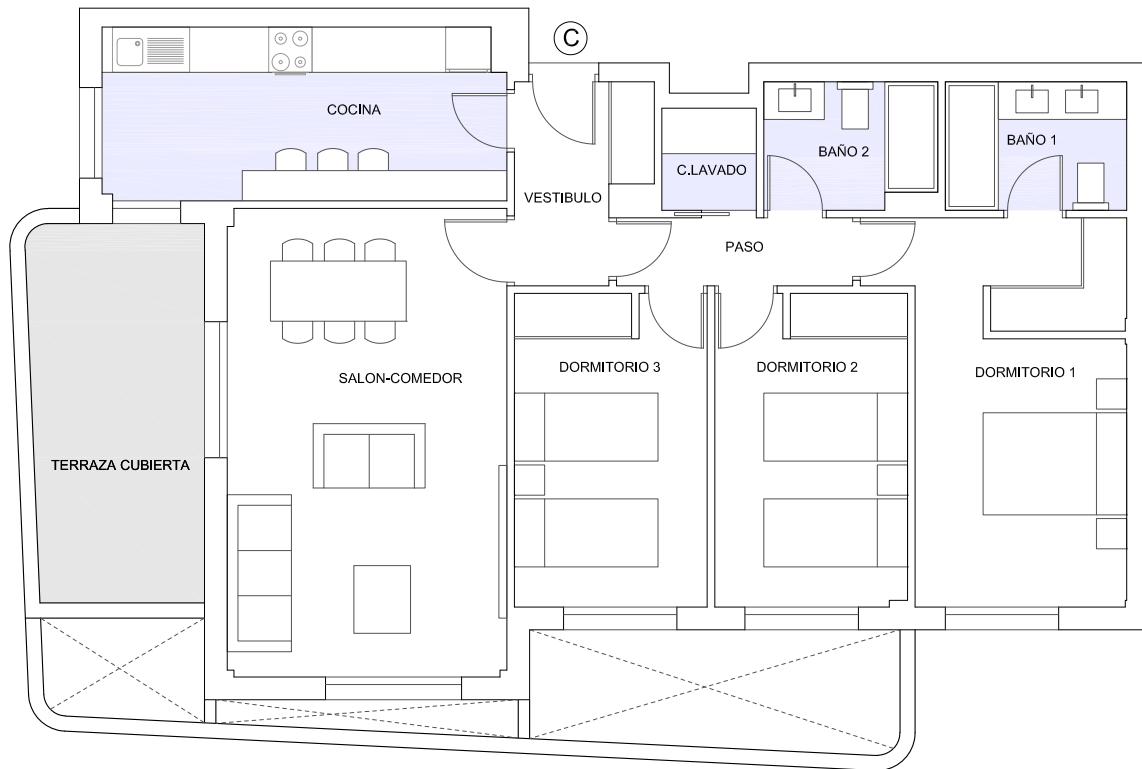 C
COCINA
BAÑO 2
BAÑO 1
C.LAVADO
VESTIBULO
PASO
SALON-COMEDOR
DORMITORIO 3
DORMITORIO 2
DORMITORIO 1
TERRAZA CUBIERTA